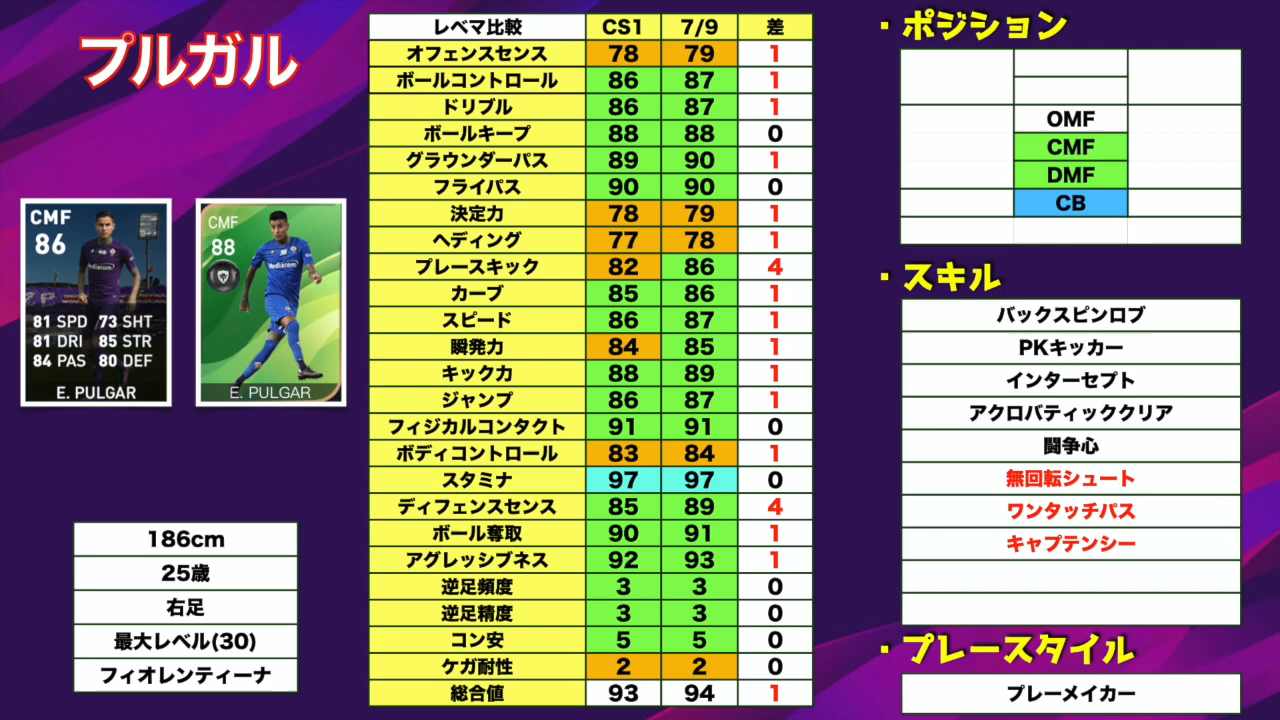 プルガル
CMF
86
81 SPD 73 SHT
81 DRI 85 STR
84 PAS 80 DEF
E. PULGAR
CMF
88
Mediacom
E. PULGAR
186cm
25歳
右足
最大レベル(30)
フィオレンティーナ
レベマ比較 CS1 7/9 差
オフェンスセンス 78 79 1
ボールコントロール 86 87 1
ドリブル 86 87 1
ボールキープ 88 88 0
グラウンダーパス 89 90 1
フライパス 90 90 0
決定力 78 79 1
ヘディング 77 78 1
プレースキック 82 86 4
カーブ 85 86 1
スピード 86 87 1
瞬発力 84 85 1
キック力 88 89 1
ジャンプ 86 87 1
フィジカルコンタクト 91 91 0
ボディコントロール 83 84 1
スタミナ 97 97 0
ディフェンスセンス 85 89 4
ボール奪取 90 91 1
アグレッシブネス 92 93 1
逆足頻度 3 3 0
逆足精度 3 3 0
コン安 5 5 0
ケガ耐性 2 2 0
総合値 93 94 1
・ポジション
OMF
CMF
DMF
CB
・スキル
バックスピンロブ
PKキッカー
インターセプト
アクロバティッククリア
闘争心
無回転シュート
ワンタッチパス
キャプテンシー
・プレースタイル
プレーメイカー